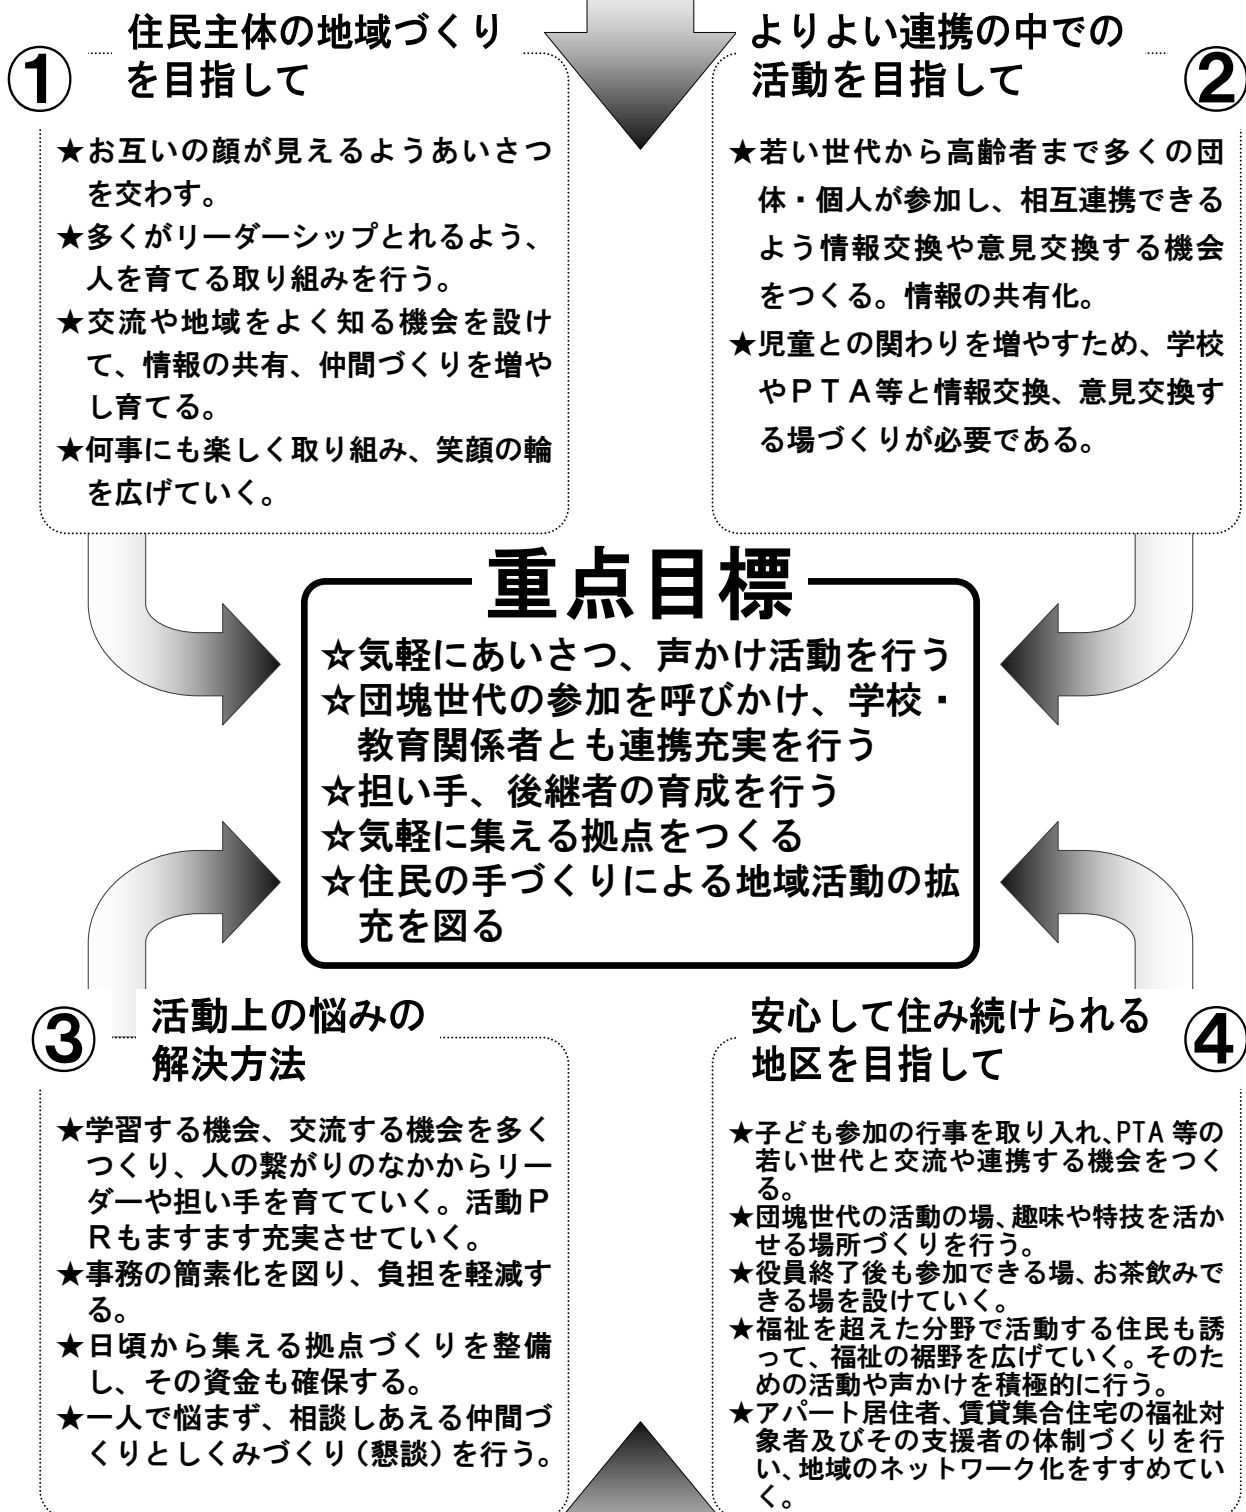 ①
住民主体の地域づくり
を目指して
★お互いの顔が見えるようあいさつ
を交わす。
★多くがリーダーシップとれるよう、
人を育てる取り組みを行う。
★交流や地域をよく知る機会を設け
て、情報の共有、仲間づくりを増や
し育てる。
★何事にも楽しく取り組み、笑顔の輪
を広げていく。
よりよい連携の中での
活動を目指して
②
★若い世代から高齢者まで多くの団
体・個人が参加し、相互連携できる
よう情報交換や意見交換する機会
をつくる。情報の共有化。
★児童との関わりを増やすため、学校
やＰＴＡ等と情報交換、意見交換す
る場づくりが必要である。
重点目標
☆気軽にあいさつ、声かけ活動を行う
☆団塊世代の参加を呼びかけ、学校・
教育関係者とも連携充実を行う
☆担い手、後継者の育成を行う
☆気軽に集える拠点をつくる
☆住民の手づくりによる地域活動の拡
充を図る
③
活動上の悩みの
解決方法
★学習する機会、交流する機会を多く
つくり、人の繋がりのなかからリー
ダーや担い手を育てていく。活動Ｐ
Ｒもますます充実させていく。
★事務の簡素化を図り、負担を軽減す
る。
★日頃から集える拠点づくりを整備
し、その資金も確保する。
★一人で悩まず、相談しあえる仲間づ
くりとしくみづくり（懇談）を行う。
安心して住み続けられる
地区を目指して
④
★子ども参加の行事を取り入れ、PTA 等の
若い世代と交流や連携する機会をつく
る。
★団塊世代の活動の場、趣味や特技を活か
せる場所づくりを行う。
★役員終了後も参加できる場、お茶飲みで
きる場を設けていく。
★福祉を超えた分野で活動する住民も誘
って、福祉の裾野を広げていく。そのた
めの活動や声かけを積極的に行う。
★アパート居住者、賃貸集合住宅の福祉対
象者及びその支援者の体制づくりを行
い、地域のネットワーク化をすすめてい
く。